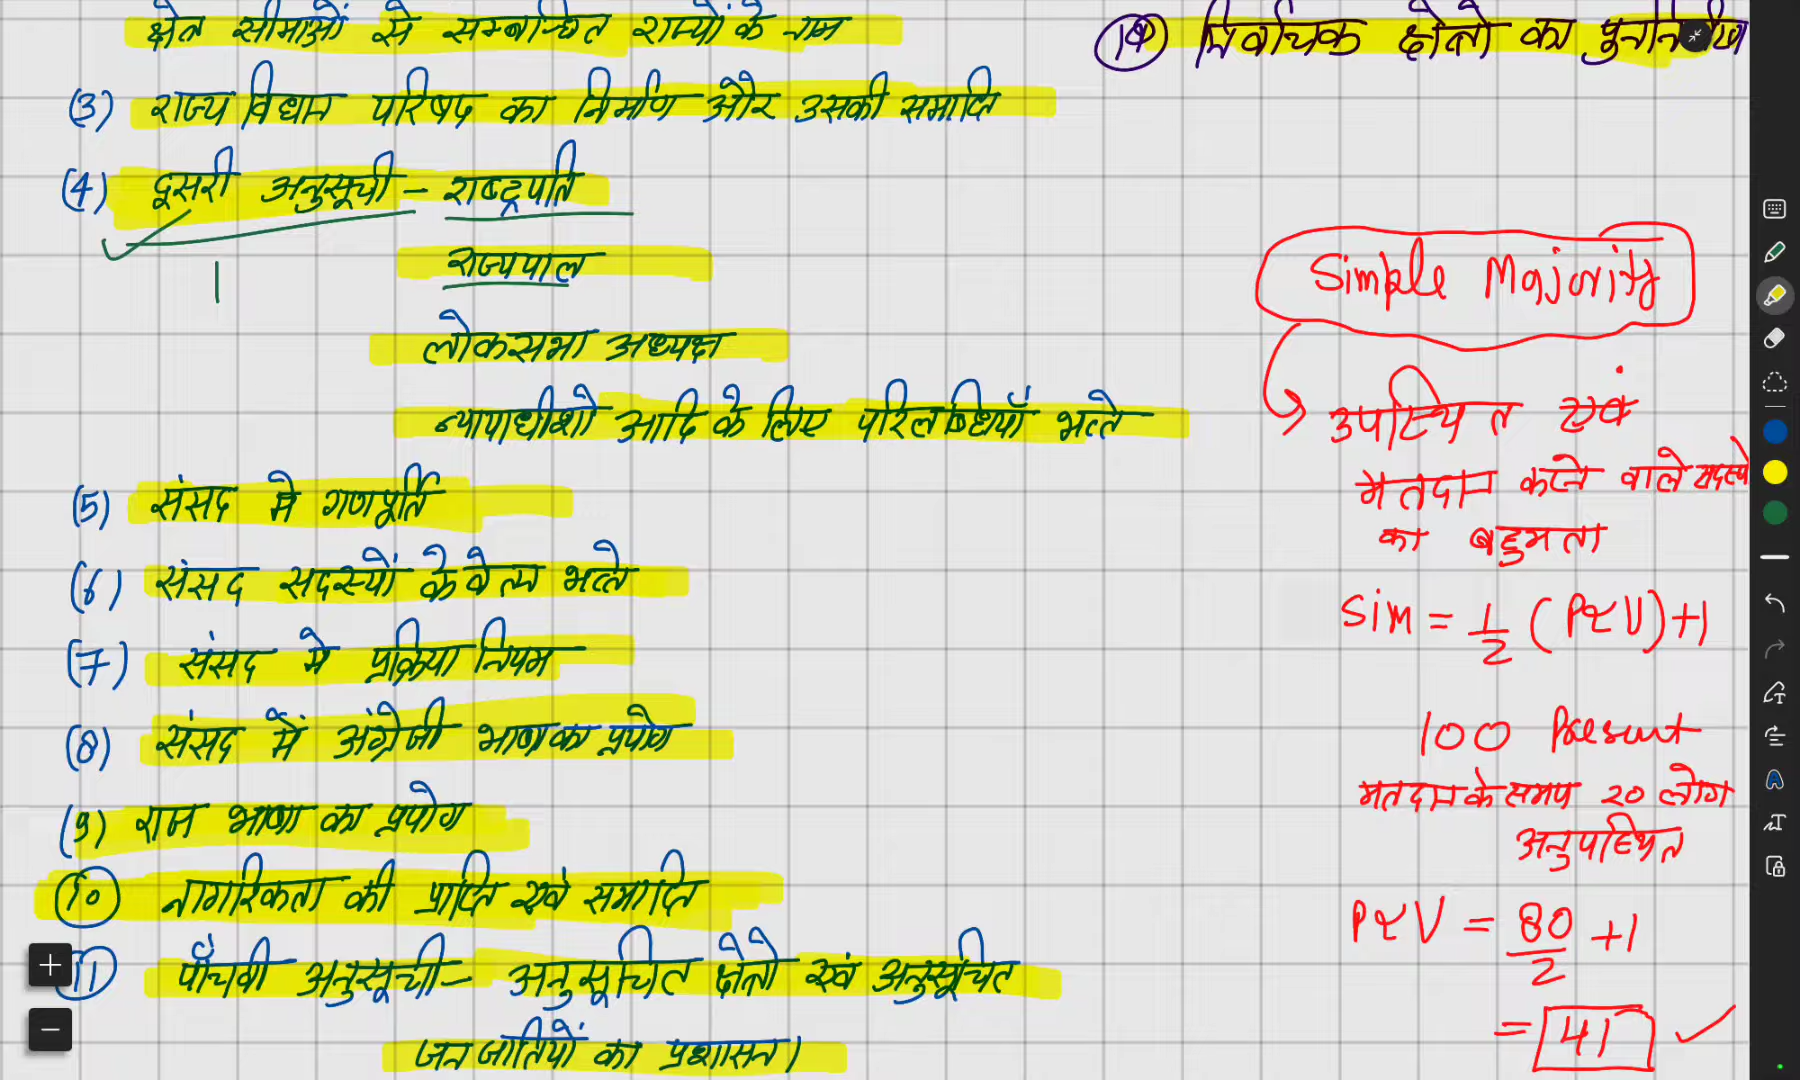 क्षेत्र सीमाओं से सम्बन्धित राज्यों के नाम
(3) राज्य विधान परिषद का निर्माण और उसकी समाप्ति
(4) दूसरी अनुसूची – राष्ट्रपति
राज्यपाल
लोकसभा अध्यक्ष
न्यायाधीशो आदि के लिए परिलब्धियाँ भत्ते
(5) संसद मे गणपूर्ति
(6) संसद सदस्यों के वेतन भत्ते
(7) संसद मे प्रक्रिया नियम
(8) संसद में अंग्रेजी भाषा का प्रयोग
(9) राज भाषा का प्रयोग
10 नागरिकता की प्राप्ति एवं समाप्ति
11 पाँचवी अनुसूची – अनुसूचित क्षेत्रो एवं अनुसूचित
जन जातियों का प्रशासन।
निर्वाचक क्षेत्रो का
Simple Majority
उपस्थित एवं
मतदान करने वाले सदस्यो
का बहुमत।
Sim = 1/2 (P&V)+1
100 Present
मतदान के समय 20 लोग
अनुपस्थित
P&V = 80/2 +1
= 41 ✓